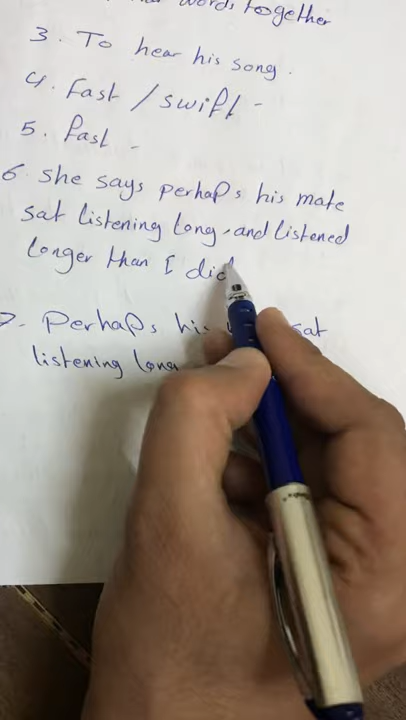 words together
3. To hear his song.
4. Fast / swift -
5. fast -
6 she says perhaps his mate
sat listening long, and listened
longer than I did
7. Perhaps his sat
listening long